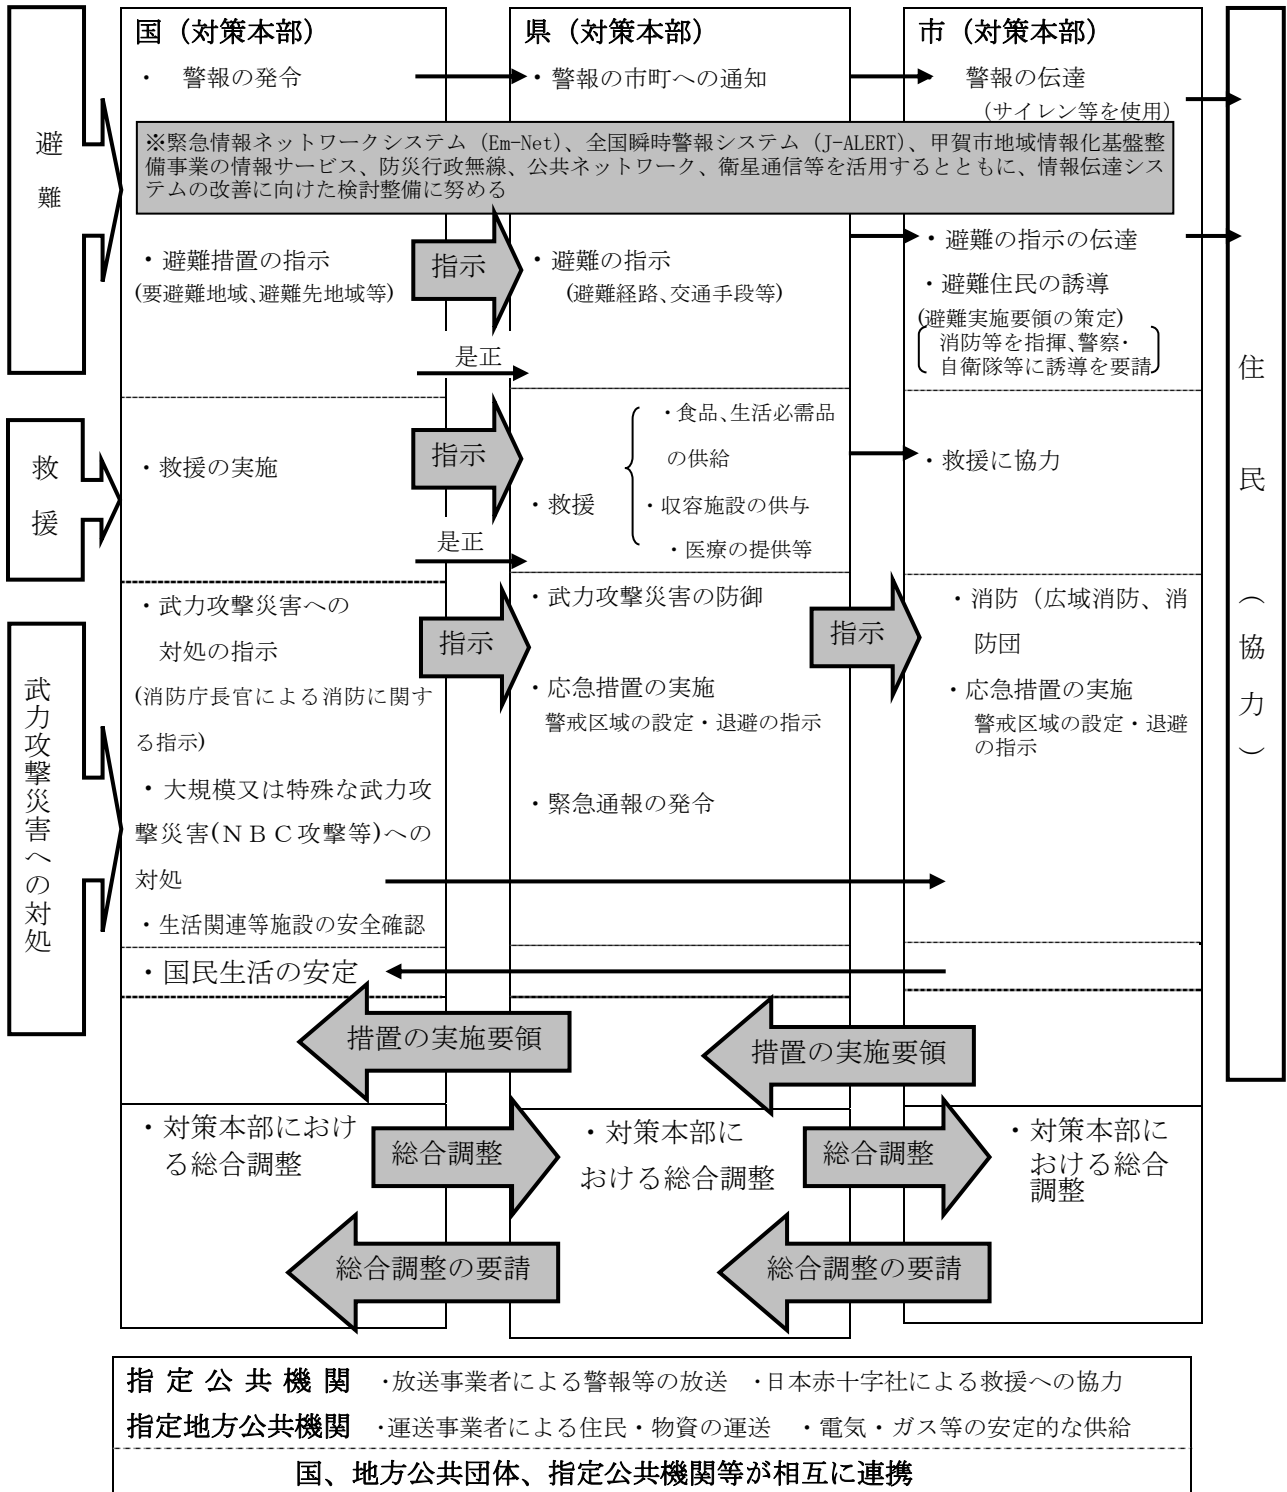 避難
国（対策本部）
・　警報の発令
県（対策本部）
・警報の市町への通知
市（対策本部）
警報の伝達
（サイレン等を使用）
※緊急情報ネットワークシステム（Em-Net）、全国瞬時警報システム（J-ALERT）、甲賀市地域情報化基盤整
備事業の情報サービス、防災行政無線、公共ネットワーク、衛星通信等を活用するとともに、情報伝達シス
テムの改善に向けた検討整備に努める
・避難措置の指示
(要避難地域、避難先地域等)
指示
・避難の指示
(避難経路、交通手段等)
是正
・避難の指示の伝達
・避難住民の誘導
(避難実施要領の策定)
消防等を指揮、警察・
自衛隊等に誘導を要請
住民（協力）
救援
・救援の実施
指示
是正
・救援
・食品、生活必需品
の供給
・収容施設の供与
・医療の提供等
・救援に協力
武力攻撃災害への対処
・武力攻撃災害への
対処の指示
(消防庁長官による消防に関す
る指示)
・大規模又は特殊な武力攻
撃災害(ＮＢＣ攻撃等)への
対処
・生活関連等施設の安全確認
指示
・武力攻撃災害の防御
・応急措置の実施
警戒区域の設定・退避の指示
・緊急通報の発令
指示
・消防（広域消防、消
防団
・応急措置の実施
警戒区域の設定・退避
の指示
・国民生活の安定
措置の実施要領
措置の実施要領
・対策本部におけ
る総合調整
総合調整
・対策本部に
おける総合調整
総合調整
・対策本部に
おける総合
調整
総合調整の要請
総合調整の要請
指定公共機関　・放送事業者による警報等の放送　・日本赤十字社による救援への協力
指定地方公共機関　・運送事業者による住民・物資の運送　・電気・ガス等の安定的な供給
国、地方公共団体、指定公共機関等が相互に連携